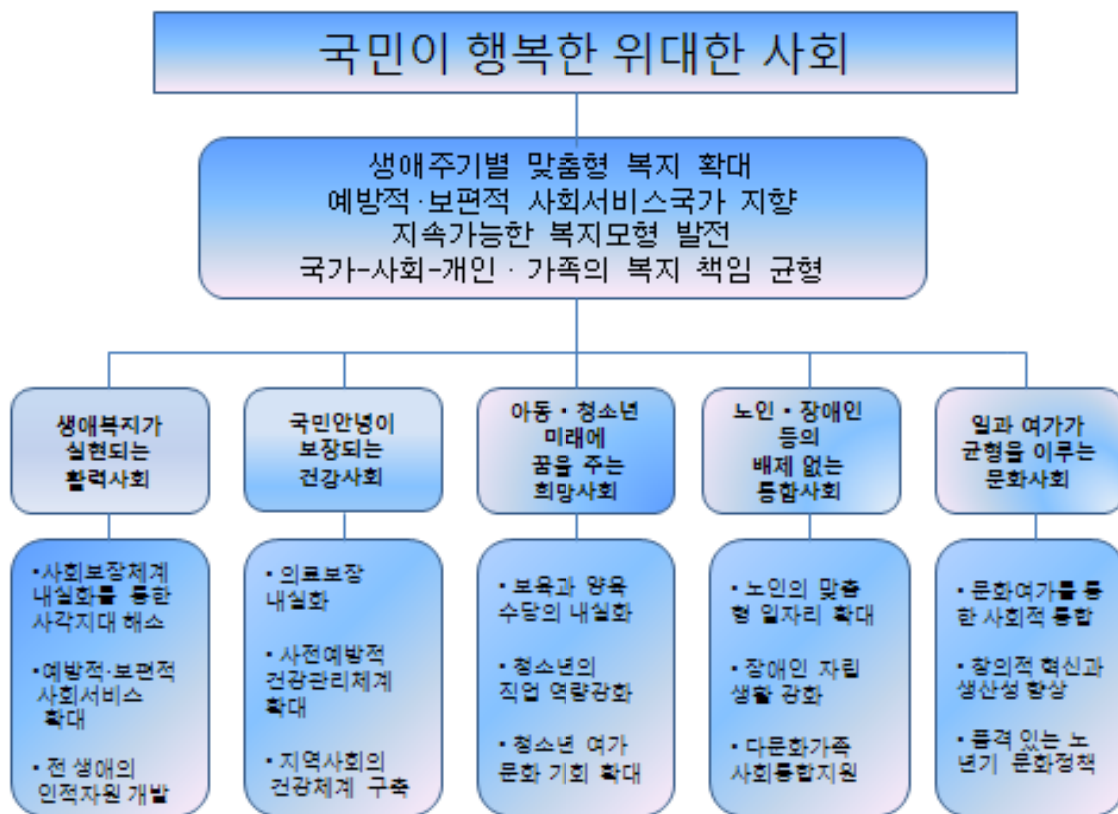 국민이 행복한 위대한 사회
생애주기별 맞춤형 복지 확대
예방적·보편적 사회서비스국가 지향
지속가능한 복지모형 발전
국가-사회-개인·가족의 복지 책임 균형
생애복지가
실현되는
활력사회
국민안녕이
보장되는
건강사회
아동·청소년
미래에
꿈을 주는
희망사회
노인·장애인
등의
배제 없는
통합사회
일과 여가가
균형을 이루는
문화사회
▪사회보장체계
내실화를 통한
사각지대 해소
▪예방적·보편적
사회서비스
확대
▪전 생애의
인적자원 개발
▪의료보장
내실화
▪사전예방적
건강관리체계
확대
▪지역사회의
건강체계 구축
▪보육과 양육
수당의 내실화
▪청소년의
직업 역량강화
▪청소년 여가
문화 기회 확대
▪노인의 맞춤
형 일자리 확대
▪장애인 자립
생활 강화
▪다문화가족
사회통합지원
▪문화여가를 통
한 사회적 통합
▪창의적 혁신과
생산성 향상
▪품격 있는 노
년기 문화정책